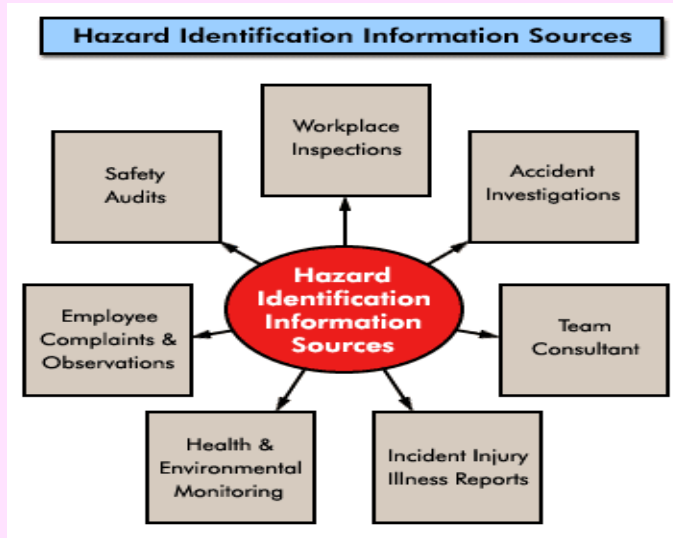 Hazard Identification Information Sources
Workplace
Inspections
Safety
Audits
Accident
Investigations
Hazard
Identification
Information
Sources
Employee
Complaints &
Observations
Team
Consultant
Health &
Environmental
Monitoring
Incident Injury
Illness Reports